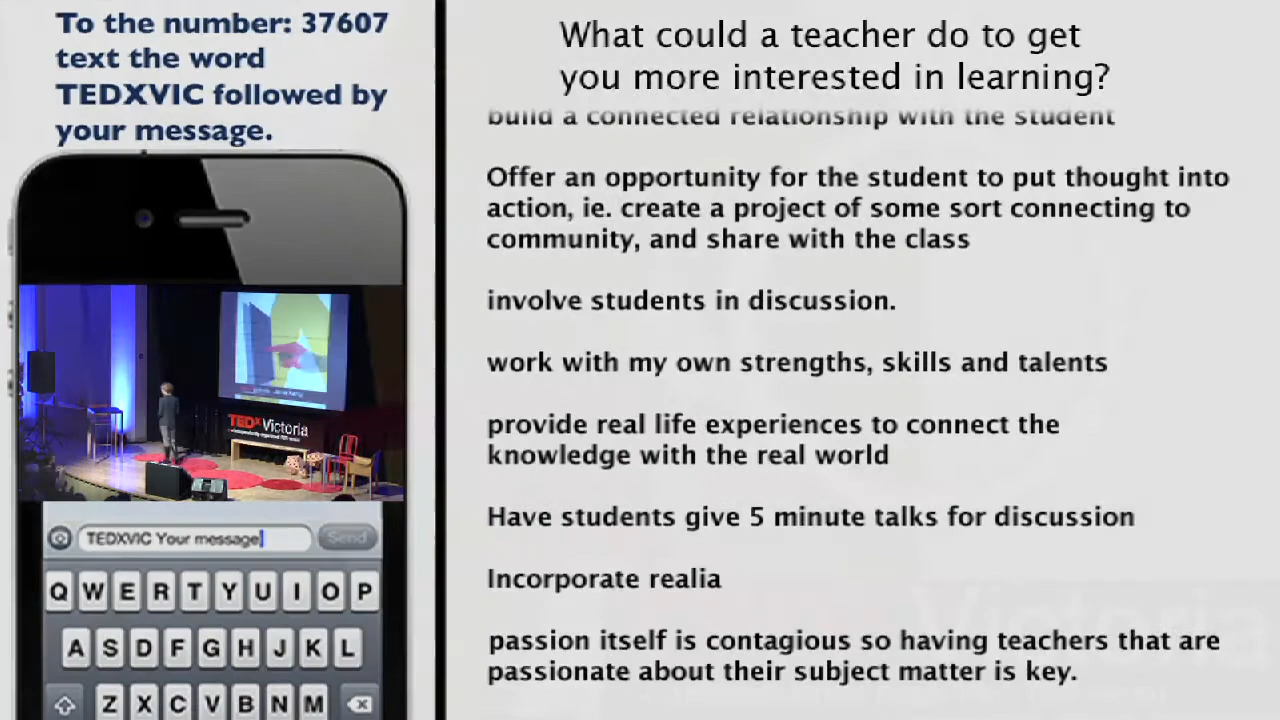 To the number: 37607
text the word
TEDXVIC followed by
your message.
What could a teacher do to get
you more interested in learning?
build a connected relationship with the student
Offer an opportunity for the student to put thought into
action, ie. create a project of some sort connecting to
community, and share with the class
involve students in discussion.
work with my own strengths, skills and talents
provide real life experiences to connect the
knowledge with the real world
Have students give 5 minute talks for discussion
Incorporate realia
passion itself is contagious so having teachers that are
passionate about their subject matter is key.
TEDx Victoria
TEDXVIC Your message
Send
Q W E R T Y U I O P
A S D F G H J K L
Z X C V B N M
Victoria